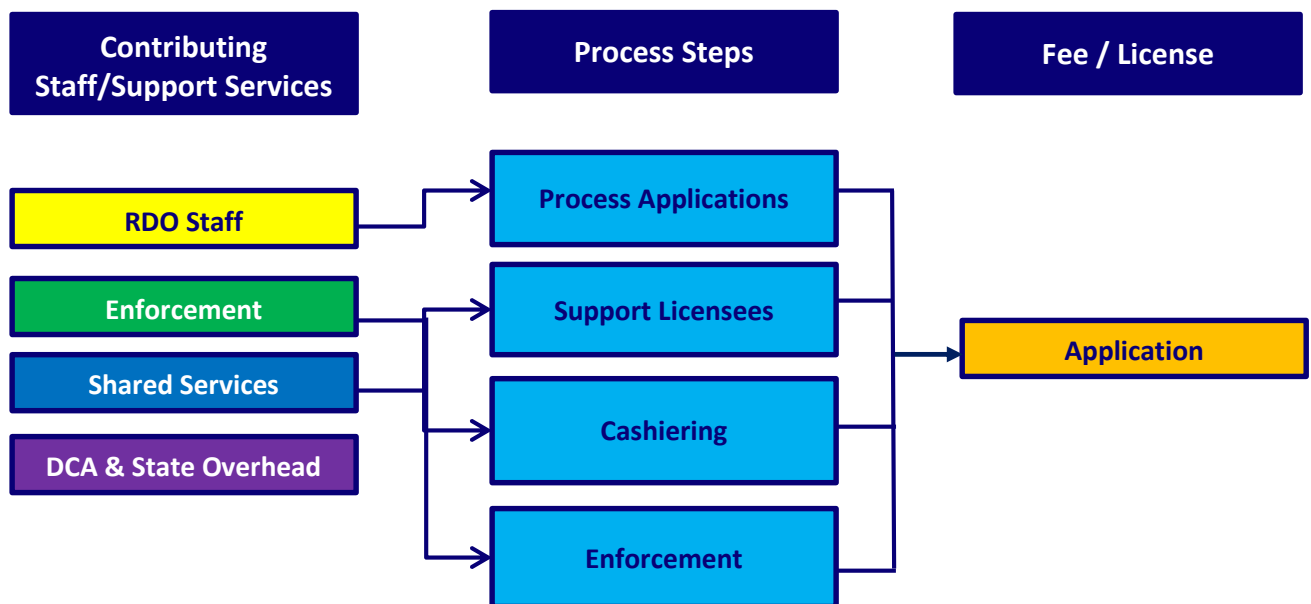 Contributing
Staff/Support Services
Process Steps
Fee / License
RDO Staff
Enforcement
Shared Services
DCA & State Overhead
Process Applications
Support Licensees
Cashiering
Enforcement
Application